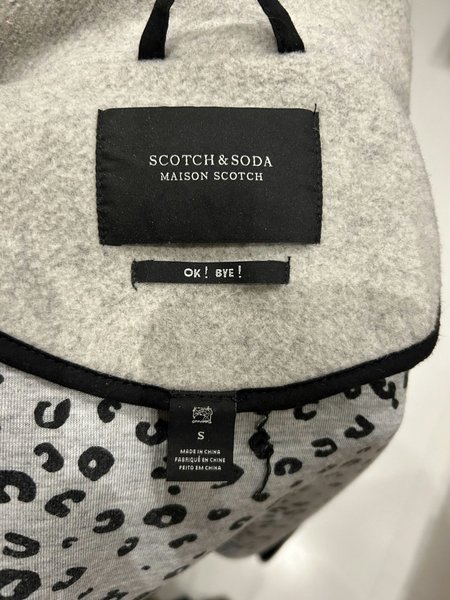 SCOTCH & SODA
MAISON SCOTCH
OK! BYE!
S
MADE IN CHINA
FABRIQUÉ EN CHINE
FEITO EM CHINA